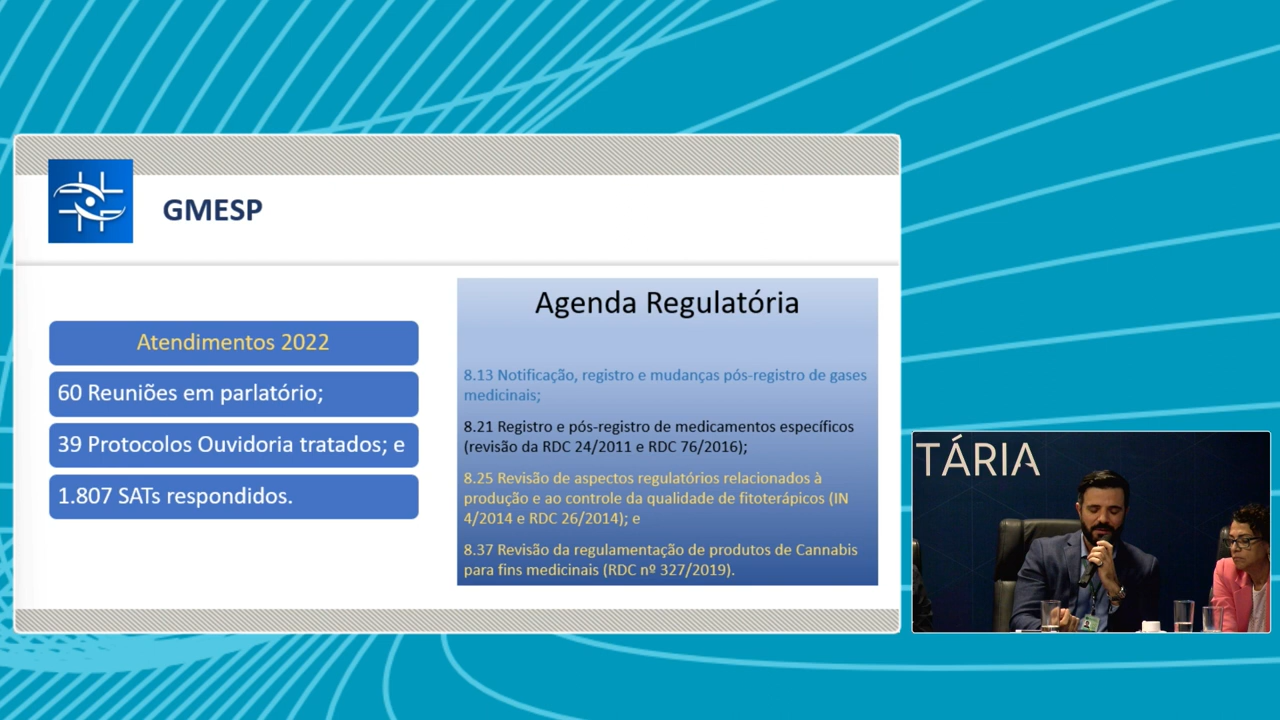 GMESP
Atendimentos 2022
60 Reuniões em parlatório;
39 Protocolos Ouvidoria tratados; e
1.807 SATs respondidos.
Agenda Regulatória
8.13 Notificação, registro e mudanças pós-registro de gases
medicinais;
8.21 Registro e pós-registro de medicamentos específicos
(revisão da RDC 24/2011 e RDC 76/2016);
8.25 Revisão de aspectos regulatórios relacionados à
produção e ao controle da qualidade de fitoterápicos (IN
4/2014 e RDC 26/2014); e
8.37 Revisão da regulamentação de produtos de Cannabis
para fins medicinais (RDC nº 327/2019).
TÁRIA